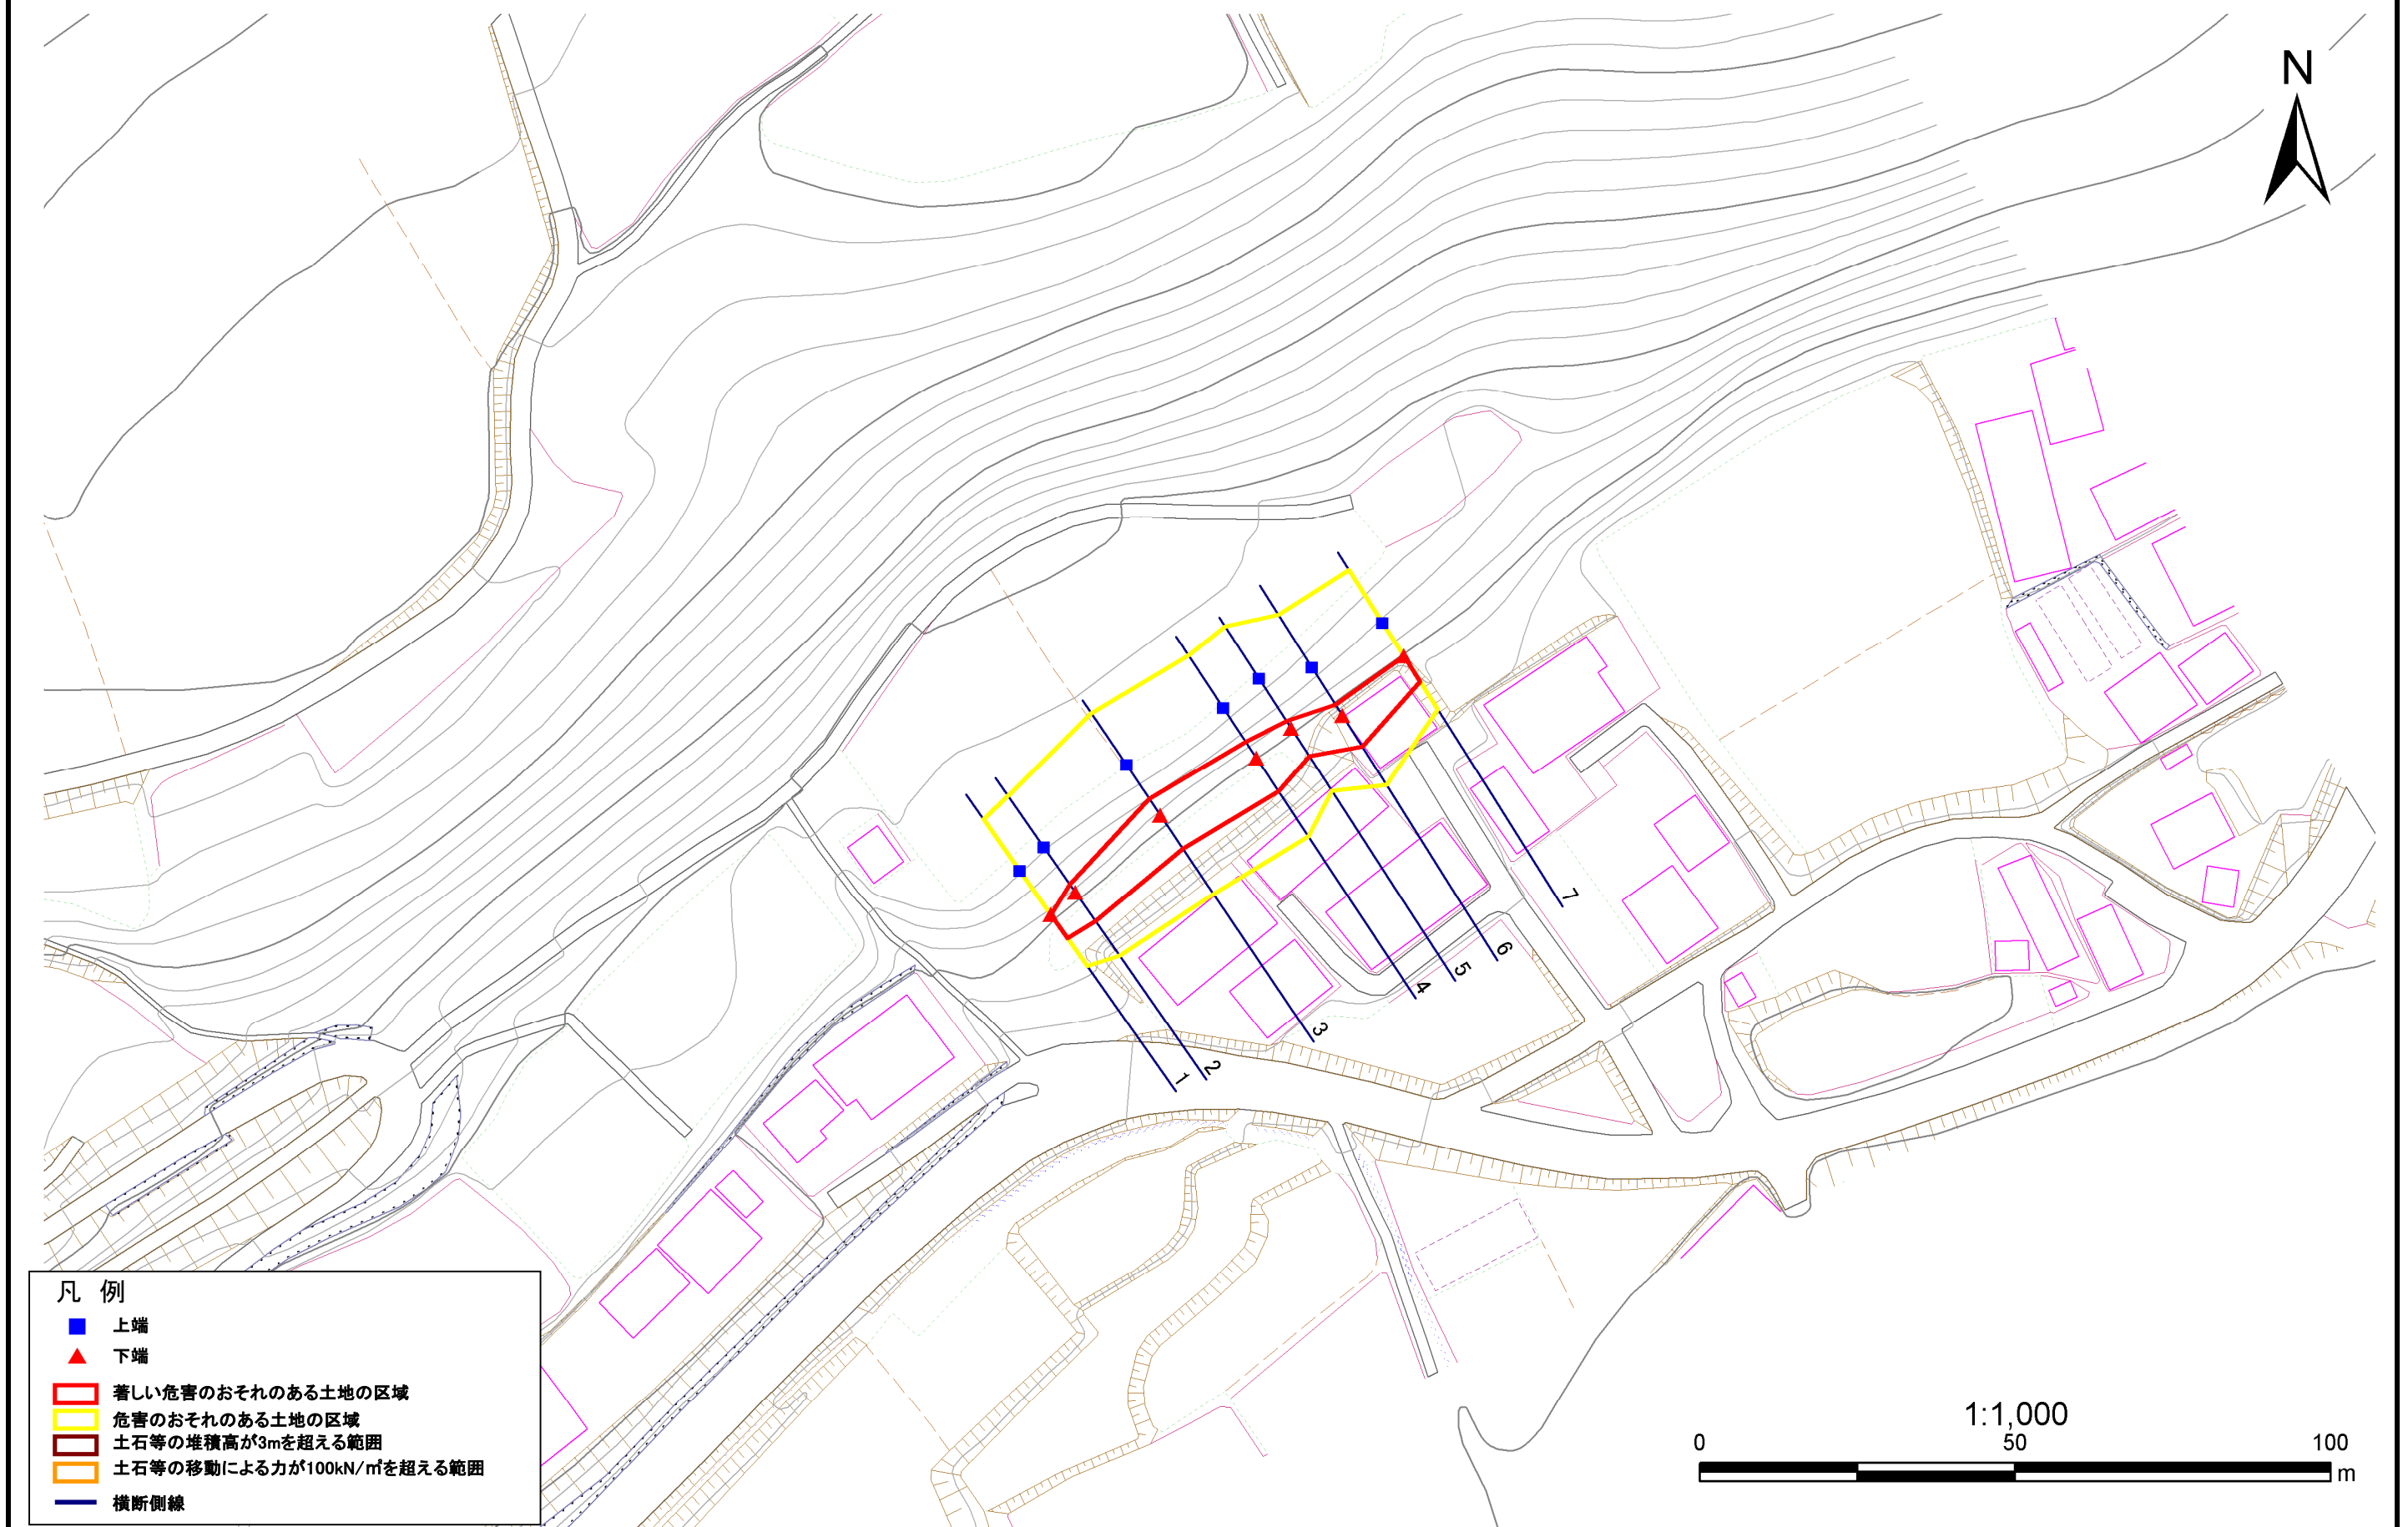 N
7
6
5
4
3
2
1
凡 例
上端
下端
著しい危害のおそれのある土地の区域
危害のおそれのある土地の区域
土石等の堆積高が3mを超える範囲
土石等の移動による力が100kN/㎡を超える範囲
横断側線
1:1,000
0 50 100
m